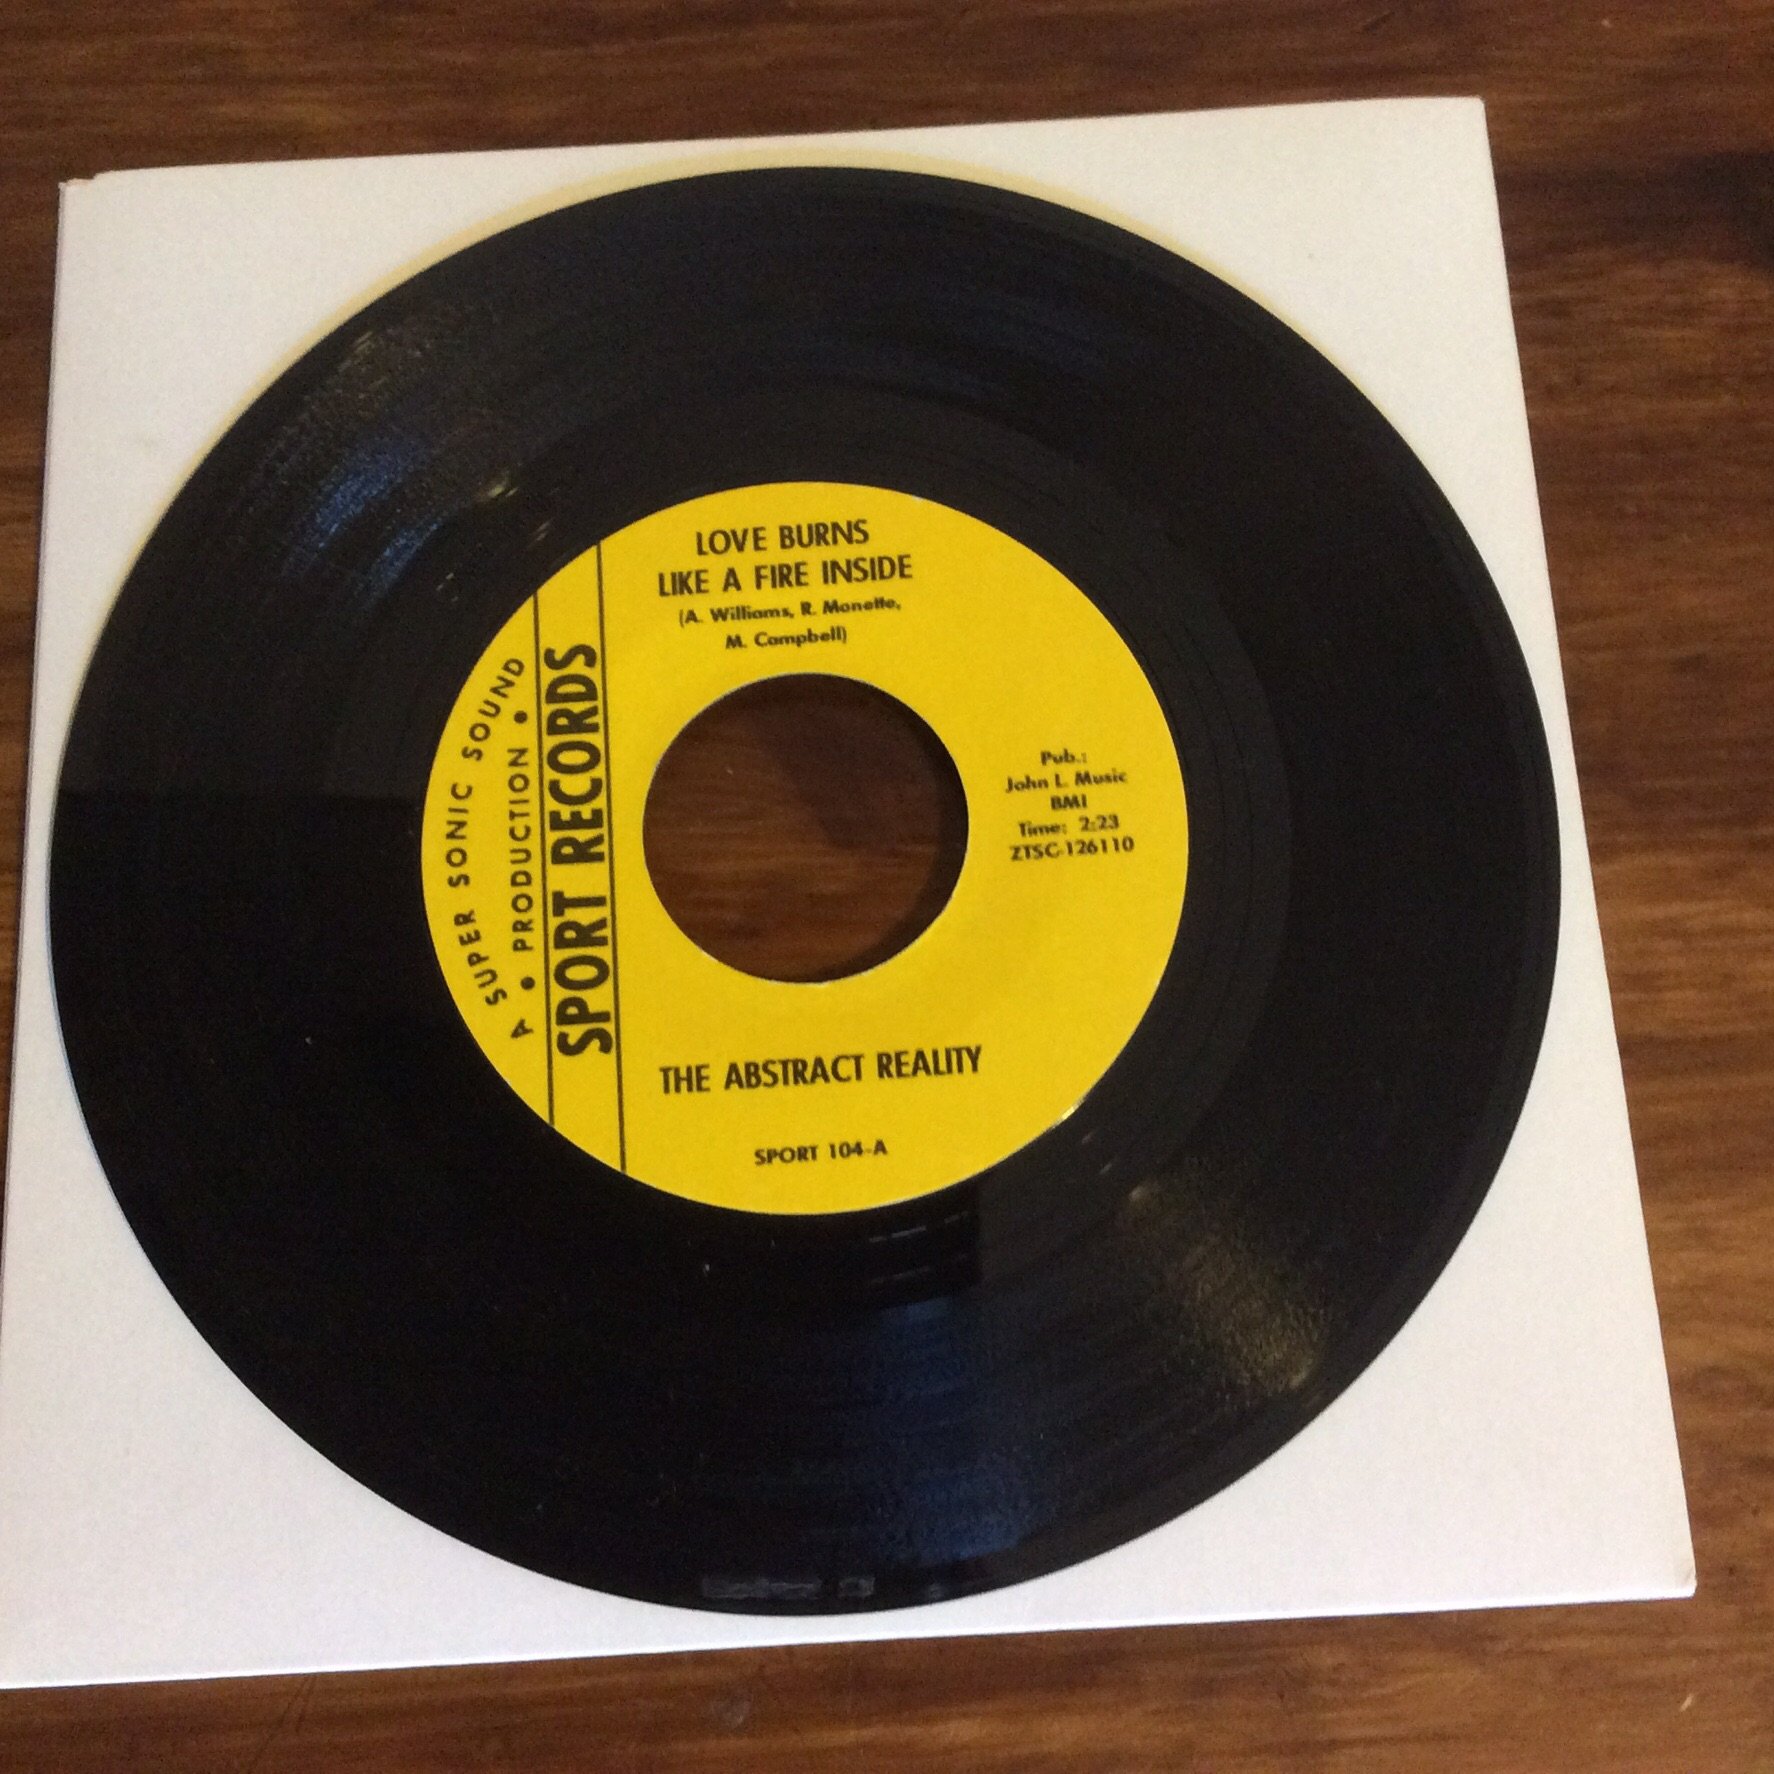 LOVE BURNS
LIKE A FIRE INSIDE
(A. Williams, R. Monette,
M. Campbell)
A SUPER SONIC SOUND
• PRODUCTION •
SPORT RECORDS
Pub.:
John L. Music
BMI
Time: 2:23
ZTSC-126110
THE ABSTRACT REALITY
SPORT 104-A